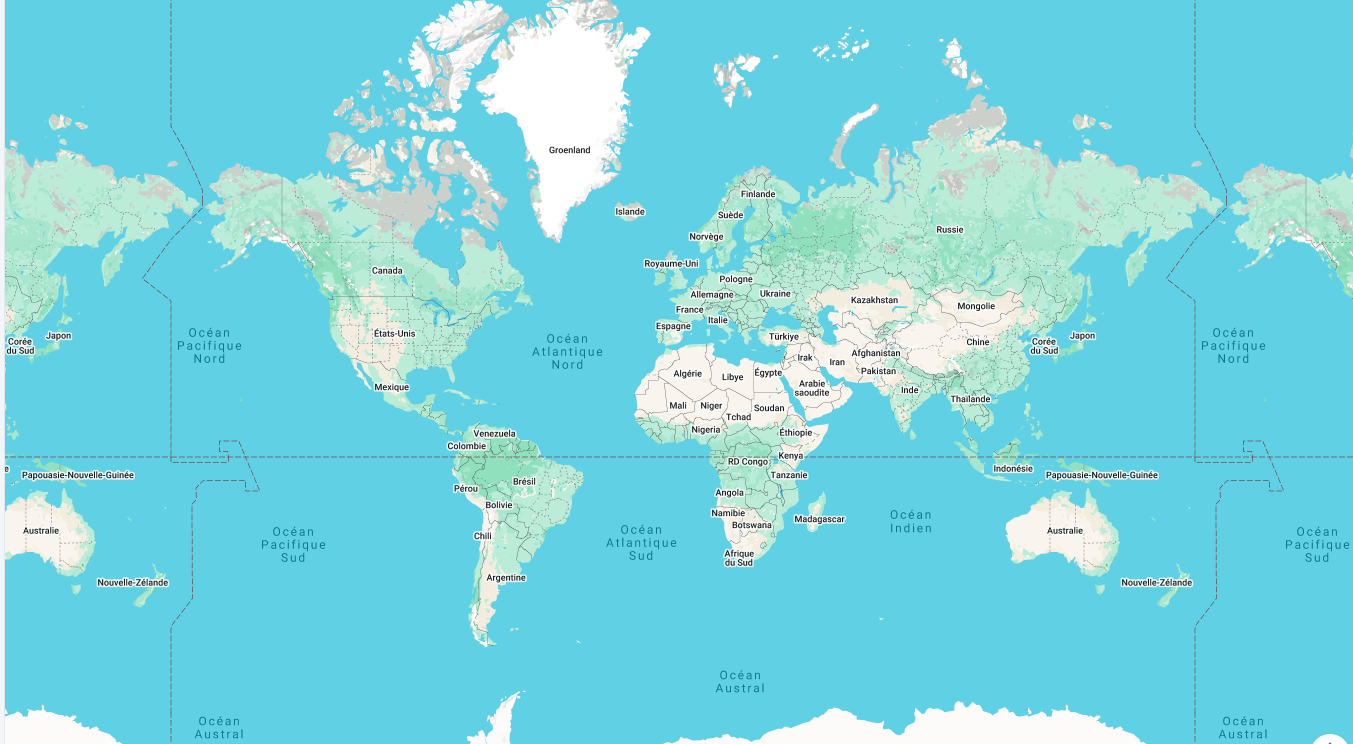 Groenland
Finlande
Islande
Suède
Russie
Norvège
Royaume-Uni
Canada
Pologne
Allemagne
Ukraine
Kazakhstan
Mongolie
France
Italie
Espagne
États-Unis
Türkiye
Chine
Japon
Corée
du Sud
Japon
Corée
du Sud
Océan
Pacifique
Nord
Océan
Atlantique
Nord
Océan
Pacifique
Nord
Irak
Iran
Afghanistan
Pakistan
Algérie
Libye
Égypte
Arabie
saoudite
Inde
Mexique
Thaïlande
Mali
Niger
Tchad
Soudan
Nigeria
Éthiopie
Venezuela
Colombie
RD Congo
Kenya
Tanzanie
Indonésie
e
Papouasie-Nouvelle-Guinée
Papouasie-Nouvelle-Guinée
Pérou
Brésil
Bolivie
Angola
Namibie
Botswana
Madagascar
Océan
Indien
Australie
Australie
Océan
Pacifique
Sud
Chili
Océan
Atlantique
Sud
Océan
Pacifique
Sud
Afrique
du Sud
Argentine
Nouvelle-Zélande
Nouvelle-Zélande
Océan
Austral
Océan
Austral
Océan
Austral